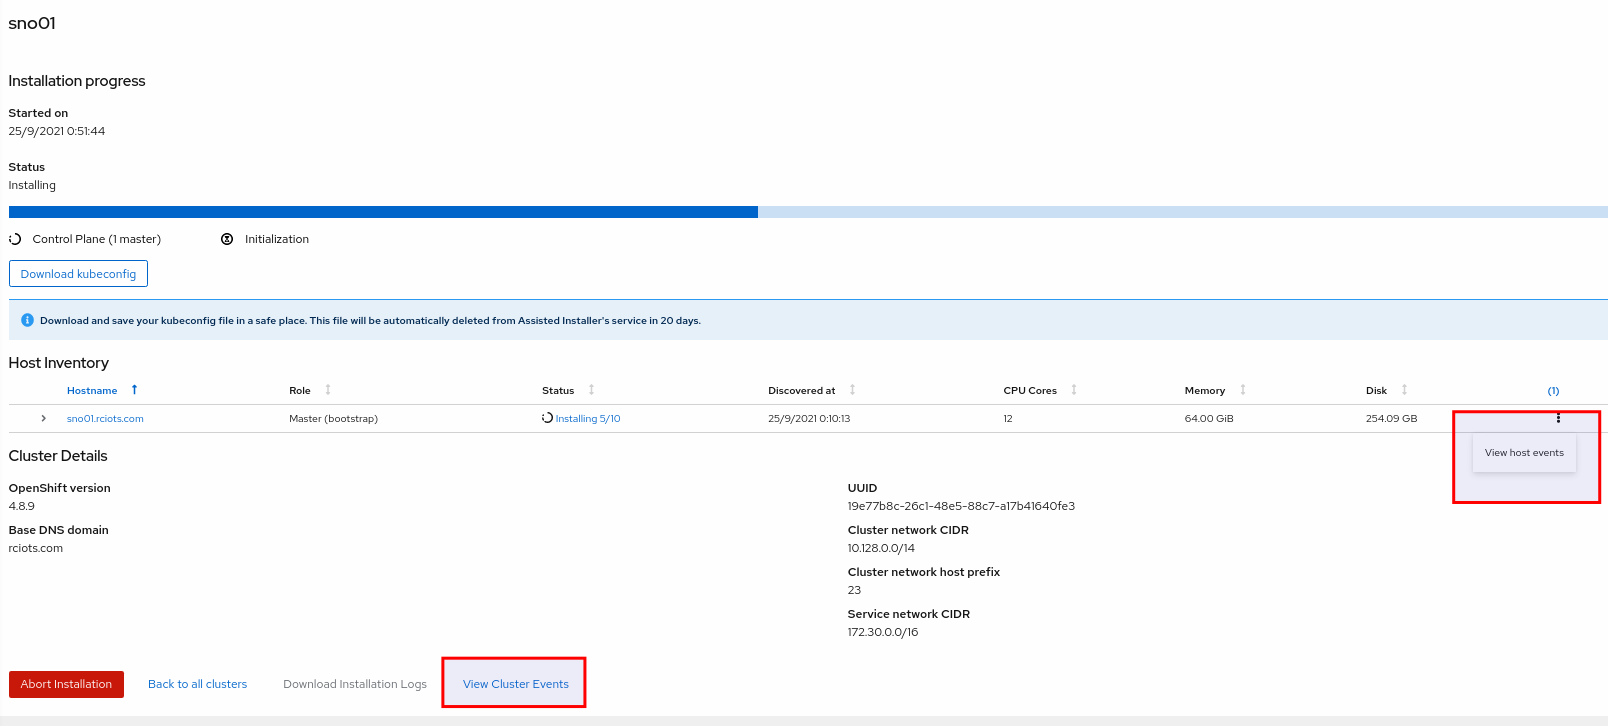 sno01
Installation progress
Started on
25/9/2021 0:51:44
Status
Installing
Control Plane (1 master) Initialization
Download kubeconfig
Download and save your kubeconfig file in a safe place. This file will be automatically deleted from Assisted Installer's service in 20 days.
Host Inventory
Hostname Role Status Discovered at CPU Cores Memory Disk (1)
sno01.rciots.com Master (bootstrap) Installing 5/10 25/9/2021 0:10:13 12 64.00 GiB 254.09 GB
View host events
Cluster Details
OpenShift version
4.8.9
Base DNS domain
rciots.com
UUID
19e77b8c-26c1-48e5-88c7-a17b41640fe3
Cluster network CIDR
10.128.0.0/14
Cluster network host prefix
23
Service network CIDR
172.30.0.0/16
Abort Installation Back to all clusters Download Installation Logs View Cluster Events